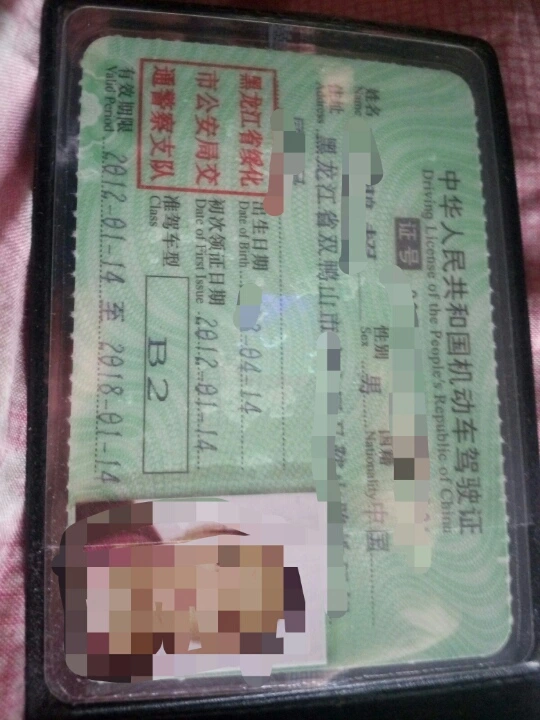 中华人民共和国机动车驾驶证
Driving License of the People's Republic of China
证号
姓名
Name
性别 男
Sex
国籍 中国
Nationality
住址 黑龙江省双鸭山市
Address
出生日期 04-14
Date of Birth
初次领证日期 2012-01-14
Date of First Issue
准驾车型 B2
Class
黑龙江省绥化
市公安局交
通警察支队
有效期限 2012-01-14 至 2018-01-14
Valid Period